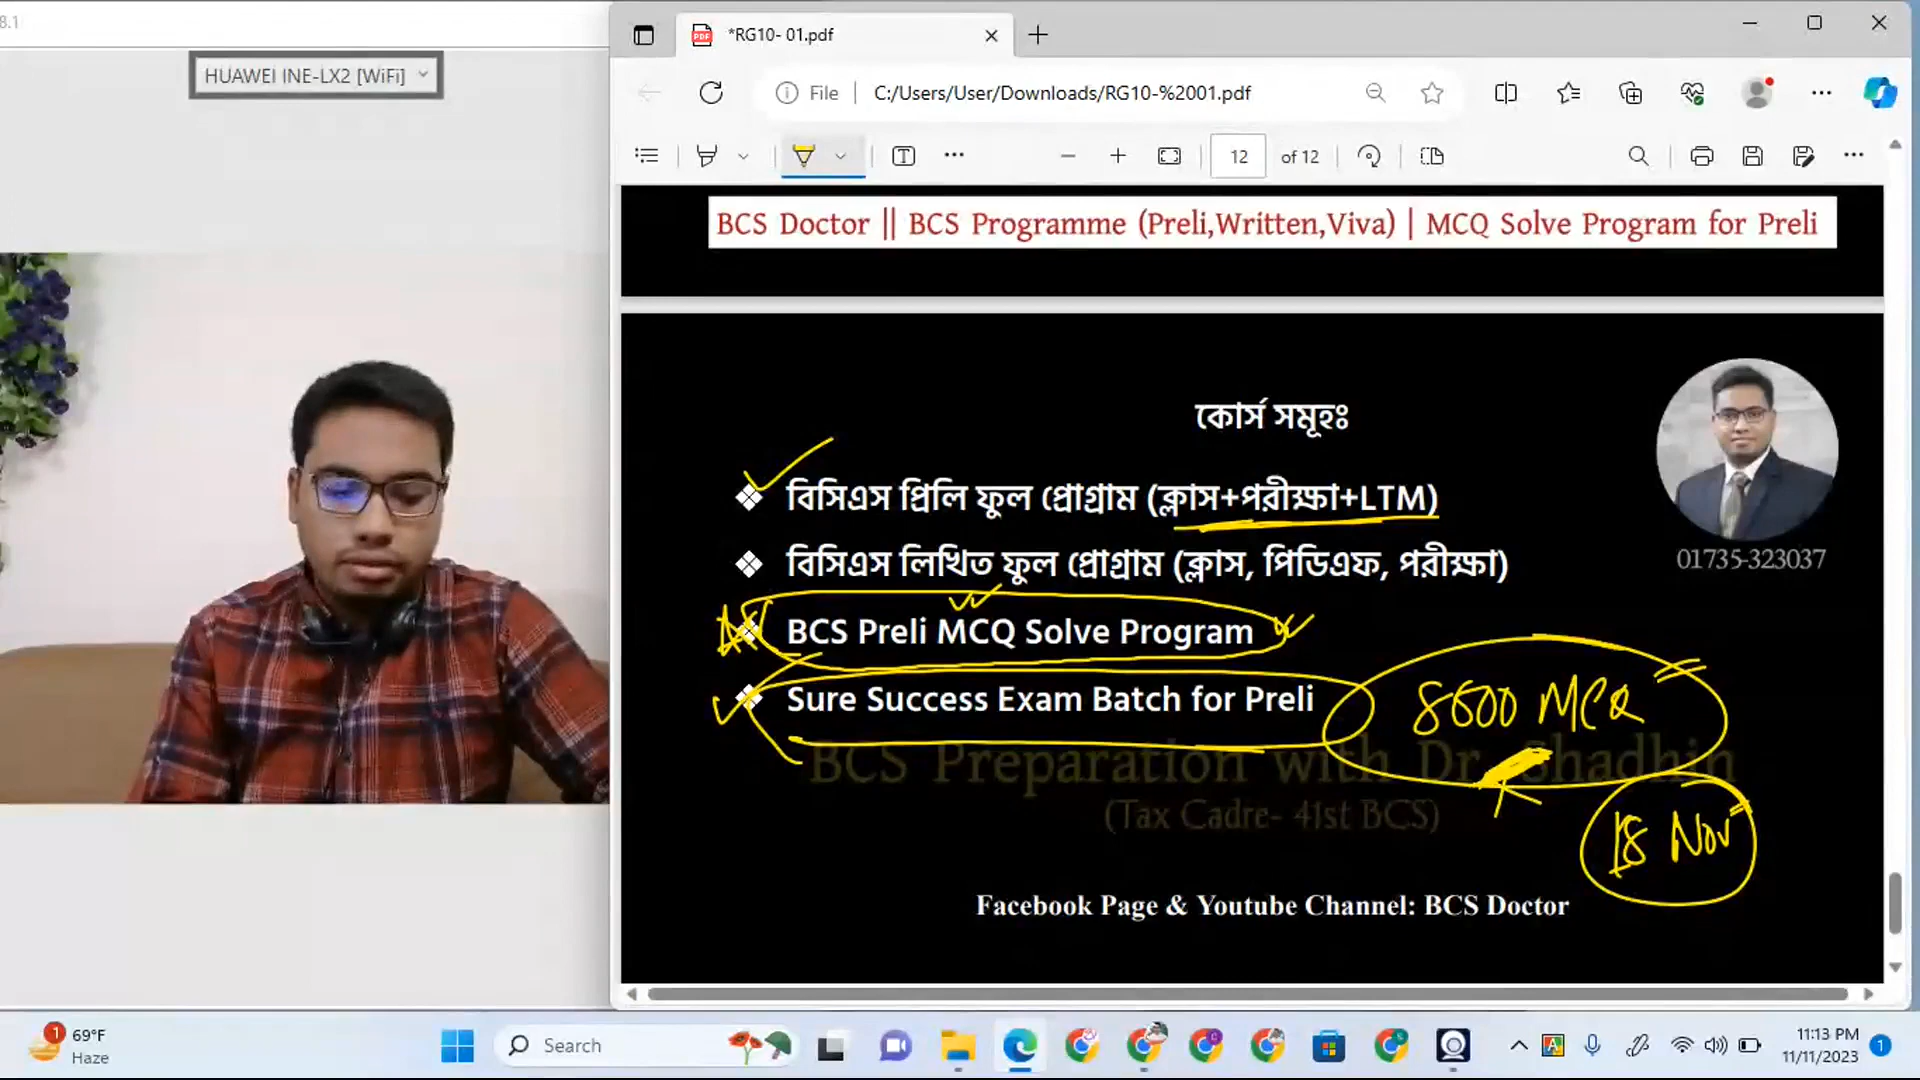 8.1
HUAWEI INE-LX2 [WiFi]
*RG10- 01.pdf
File
C:/Users/User/Downloads/RG10-%2001.pdf
12 of 12
BCS Doctor || BCS Programme (Preli,Written,Viva) | MCQ Solve Program for Preli
কোর্স সমূহঃ
বিসিএস প্রিলি ফুল প্রোগ্রাম (ক্লাস+পরীক্ষা+LTM)
01735-323037
বিসিএস লিখিত ফুল প্রোগ্রাম (ক্লাস, পিডিএফ, পরীক্ষা)
BCS Preli MCQ Solve Program
Sure Success Exam Batch for Preli
8600 MCQ
BCS Preparation with Dr. Shadhin
(Tax Cadre- 41st BCS)
18 Nov
Facebook Page & Youtube Channel: BCS Doctor
1
69°F
Haze
Search
11:13 PM
11/11/2023
1